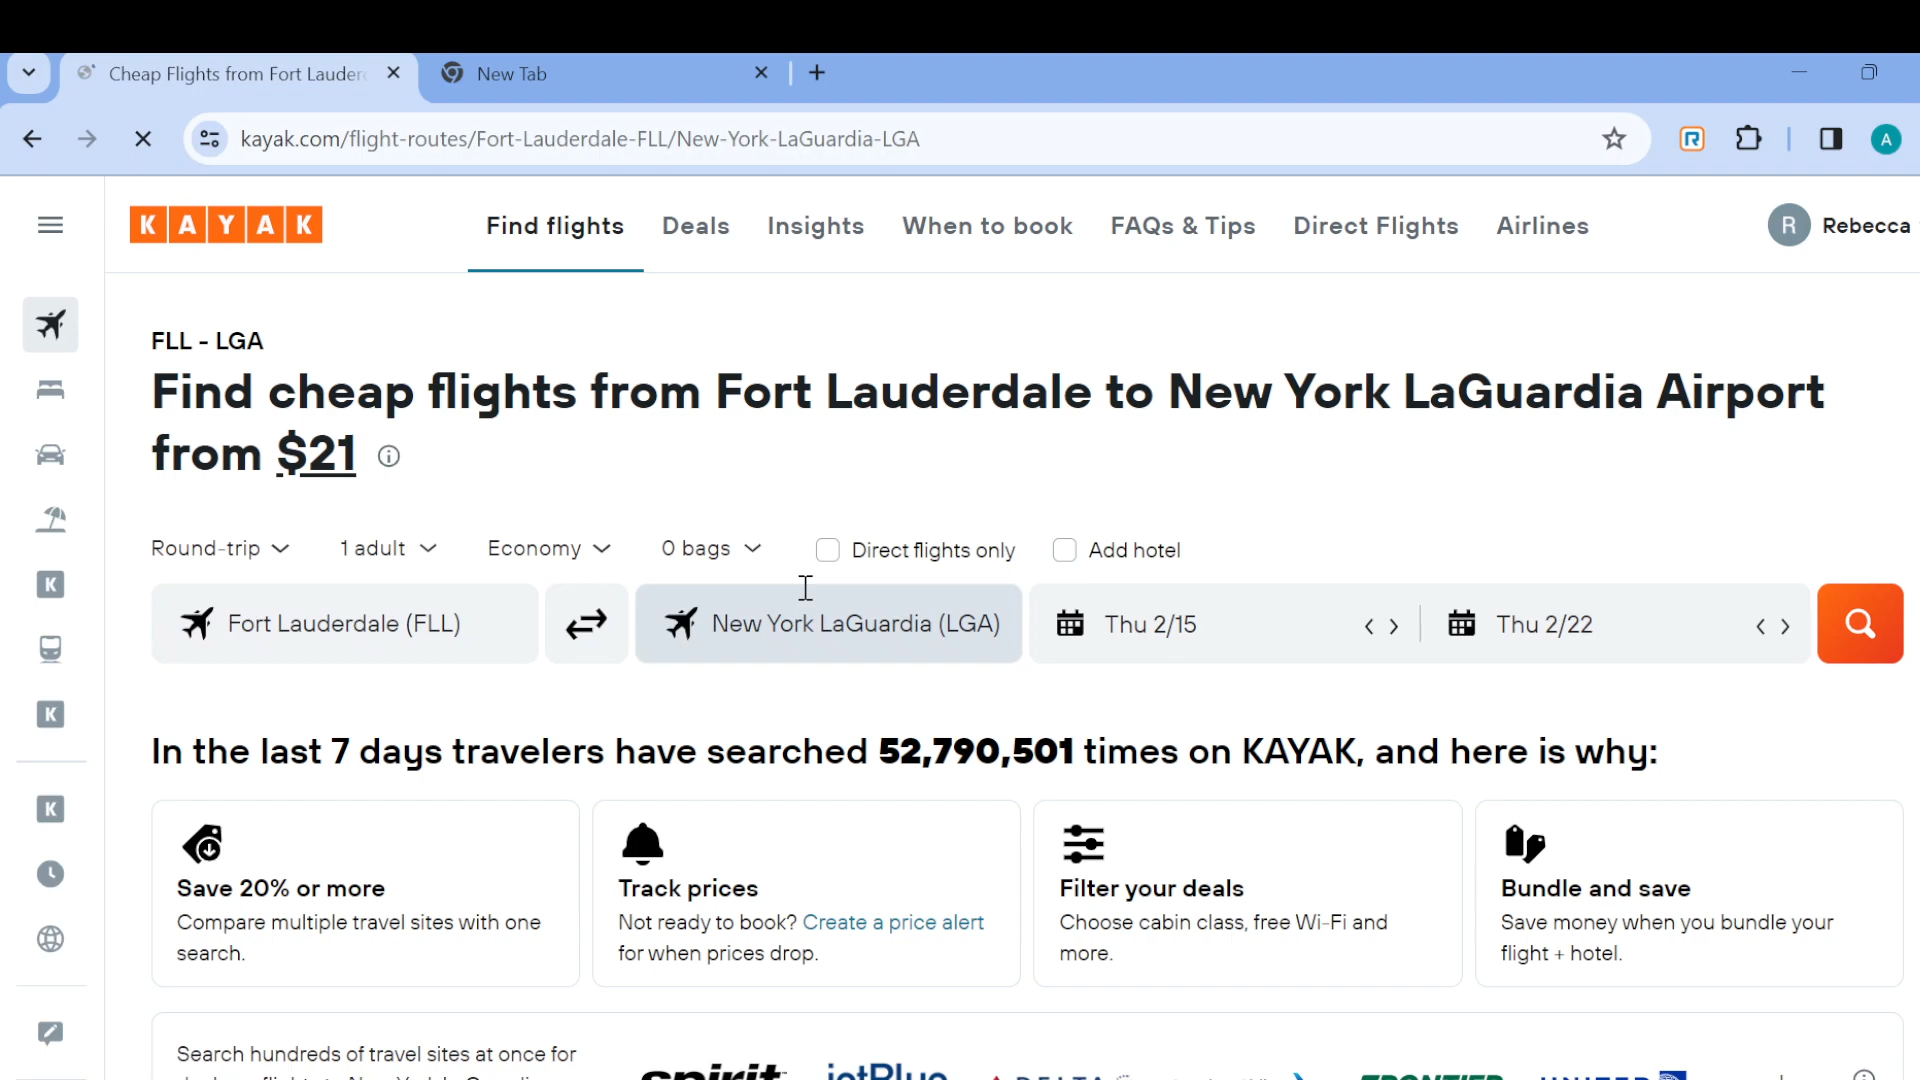 Cheap Flights from Fort Lauder
New Tab
kayak.com/flight-routes/Fort-Lauderdale-FLL/New-York-LaGuardia-LGA
A
KAYAK
Find flights
Deals
Insights
When to book
FAQs & Tips
Direct Flights
Airlines
R
Rebecca
FLL - LGA
Find cheap flights from Fort Lauderdale to New York LaGuardia Airport
from $21
Round-trip
1 adult
Economy
0 bags
Direct flights only
Add hotel
Fort Lauderdale (FLL)
New York LaGuardia (LGA)
Thu 2/15
Thu 2/22
K
K
In the last 7 days travelers have searched 52,790,501 times on KAYAK, and here is why:
K
Save 20% or more
Compare multiple travel sites with one
search.
Track prices
Not ready to book? Create a price alert
for when prices drop.
Filter your deals
Choose cabin class, free Wi-Fi and
more.
Bundle and save
Save money when you bundle your
flight + hotel.
Search hundreds of travel sites at once for
spirit
jetBlue
DELTA
FRONTIER
UNITED